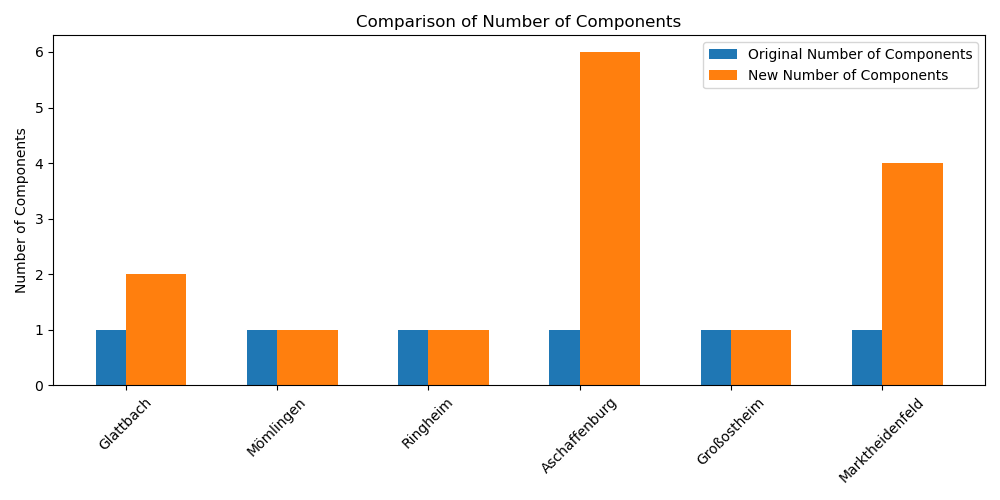 Comparison of Number of Components
Original Number of Components
New Number of Components
Number of Components
6
5
4
3
2
1
0
Glattbach
Mömlingen
Ringheim
Aschaffenburg
Großostheim
Marktheidenfeld